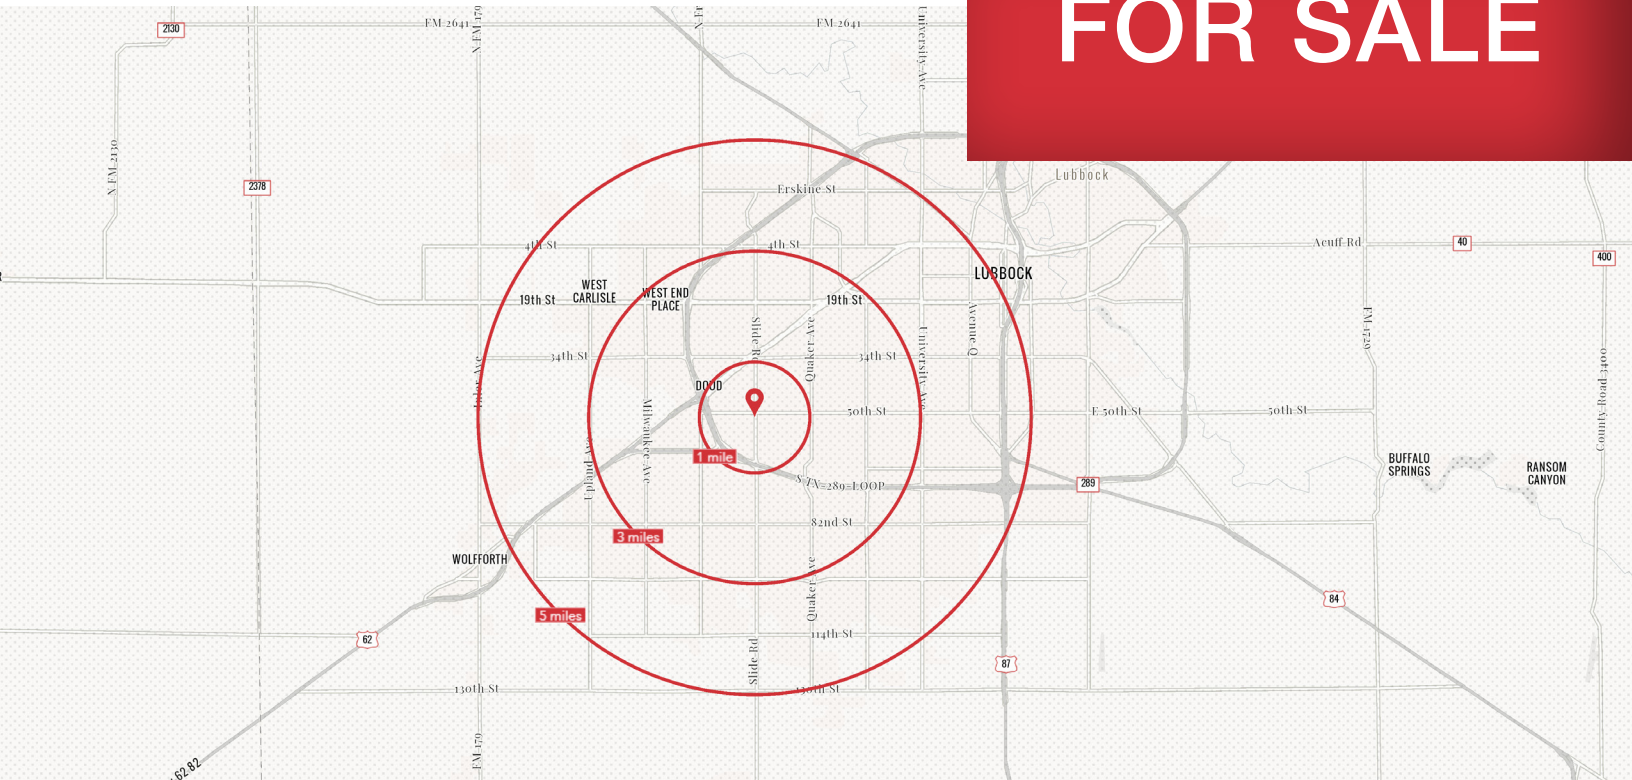 FOR SALE
2130
FM 2641
FM 2641
N FM 179
University Ave
N FM 2130
2378
Lubbock
Erskine St
4th St
4th St
Acuff Rd
40
400
LUBBOCK
WEST
CARLISLE
WEST END
PLACE
19th St
19th St
Avenue Q
FM 1729
Slide Rd
Quaker Ave
University Ave
34th St
34th St
County Road 3400
DOUD
Milwaukee Ave
50th St
E 50th St
50th St
Upland Ave
1 mile
BUFFALO
SPRINGS
RANSOM
CANYON
S TX-289 LOOP
289
82nd St
3 miles
WOLFFORTH
Quaker Ave
84
5 miles
62
114th St
Slide Rd
87
130th St
130th St
FM 179
62 82